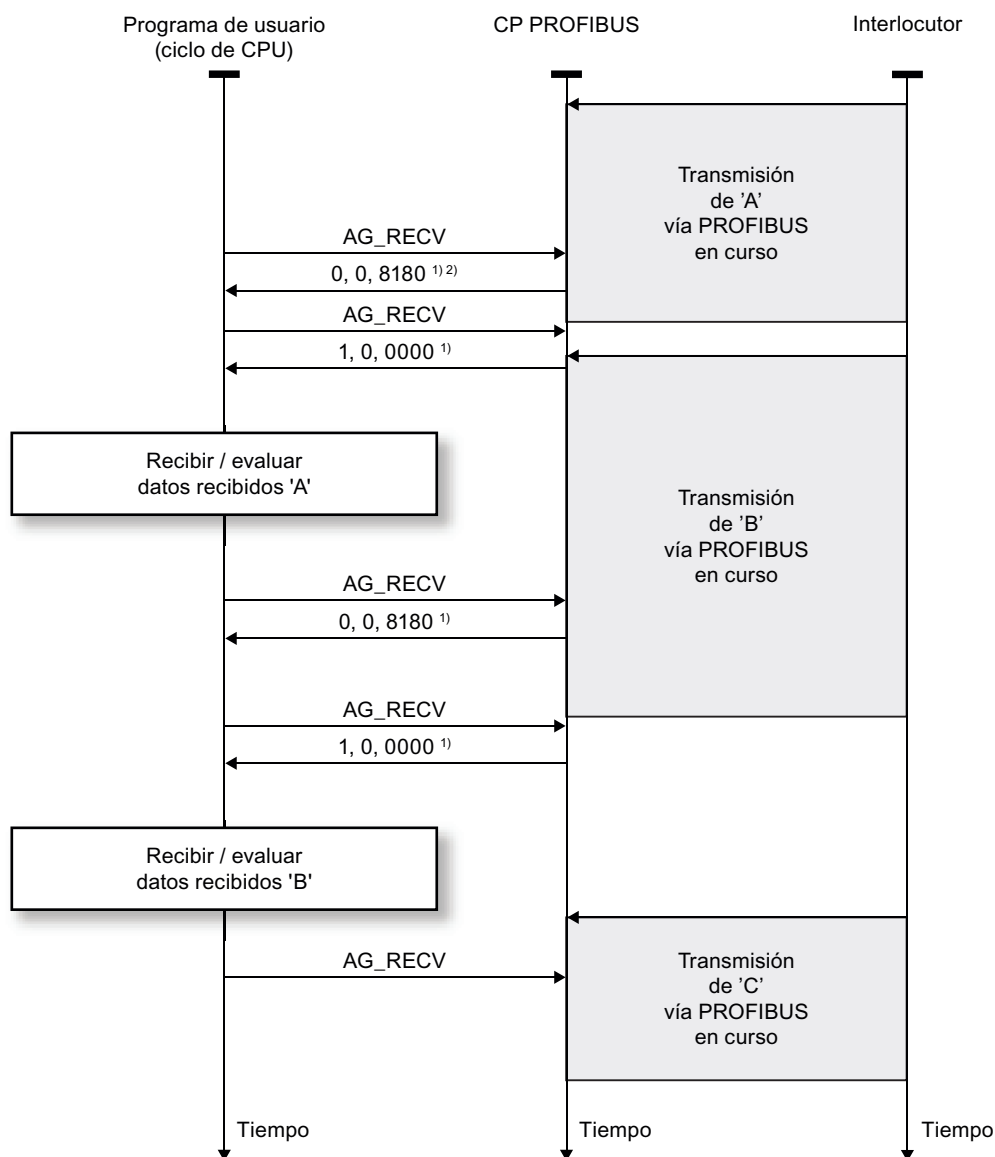 Programa de usuario
(ciclo de CPU)
CP PROFIBUS
Interlocutor
Transmisión
de ’A’
vía PROFIBUS
en curso
AG_RECV
0, 0, 8180 1) 2)
AG_RECV
1, 0, 0000 1)
Recibir / evaluar
datos recibidos 'A'
Transmisión
de ’B’
vía PROFIBUS
en curso
AG_RECV
0, 0, 8180 1)
AG_RECV
1, 0, 0000 1)
Recibir / evaluar
datos recibidos 'B'
AG_RECV
Transmisión
de ’C’
vía PROFIBUS
en curso
Tiempo
Tiempo
Tiempo